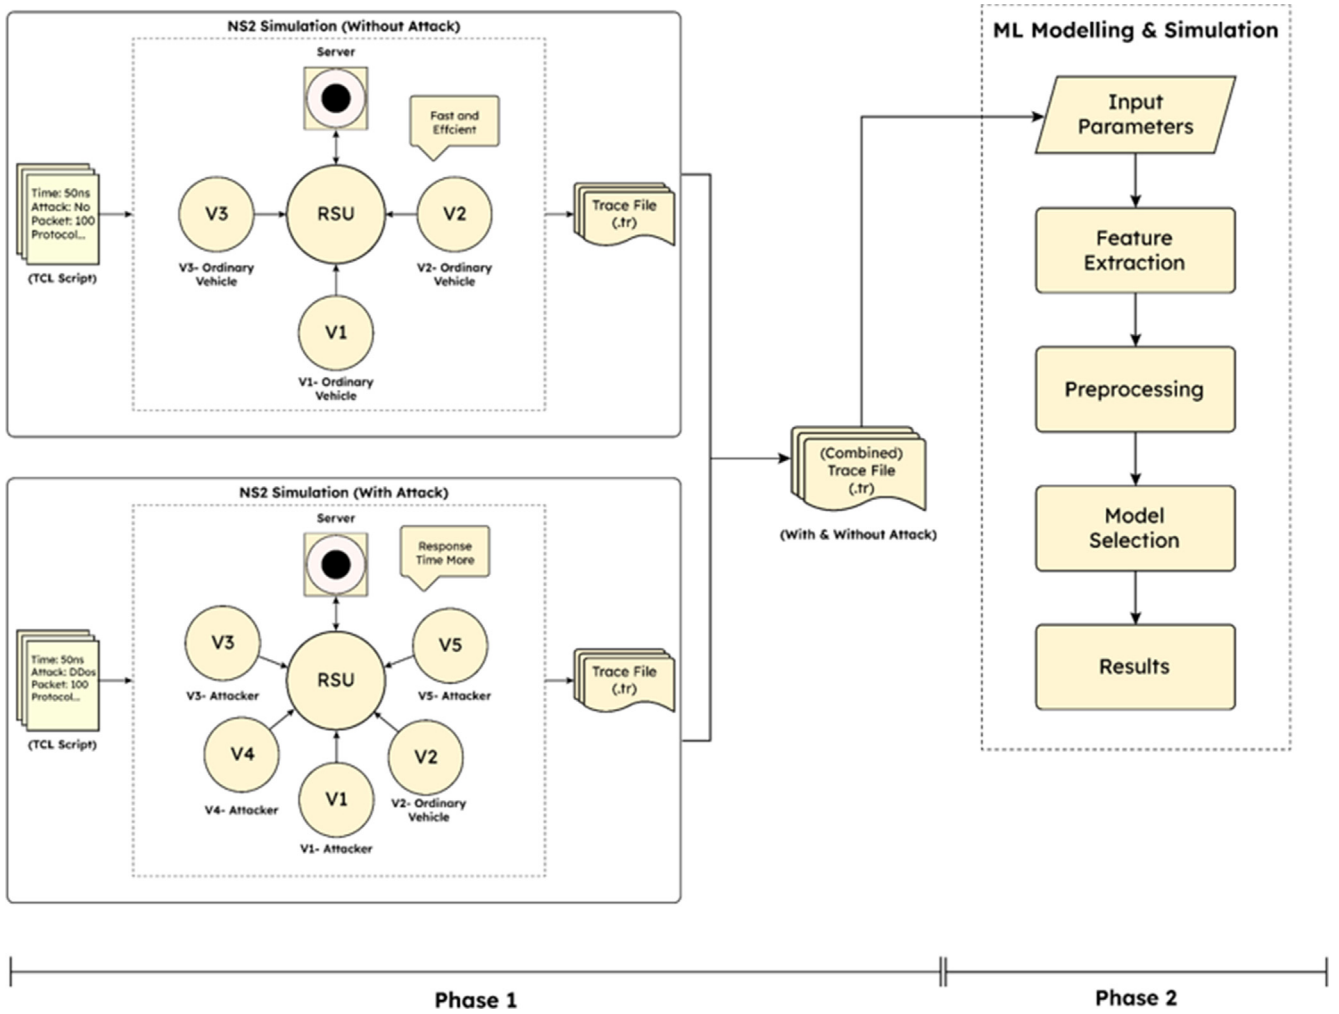 NS2 Simulation (Without Attack)
Server
Fast and
Effcient
Time: 50ns
Attack: No
Packet: 100
Protocol...
(TCL Script)
V3
RSU
V2
V3- Ordinary
Vehicle
V2- Ordinary
Vehicle
V1
V1- Ordinary
Vehicle
Trace File
(.tr)
NS2 Simulation (With Attack)
Server
Response
Time More
Time: 50ns
Attack: DDos
Packet: 100
Protocol...
(TCL Script)
V3
V3- Attacker
RSU
V5
V5- Attacker
V4
V4- Attacker
V1
V1- Attacker
V2
V2- Ordinary
Vehicle
Trace File
(.tr)
(Combined)
Trace File
(.tr)
(With & Without Attack)
ML Modelling & Simulation
Input
Parameters
Feature
Extraction
Preprocessing
Model
Selection
Results
Phase 1
Phase 2